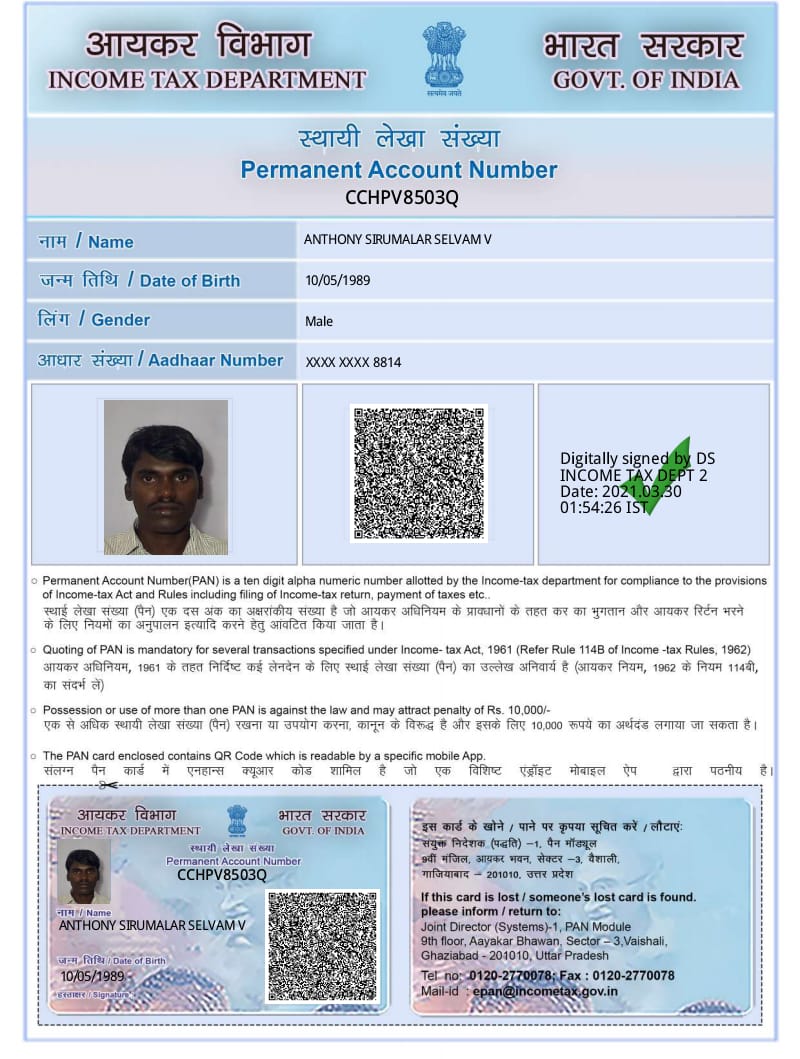 आयकर विभाग
INCOME TAX DEPARTMENT
सत्यमेव जयते
भारत सरकार
GOVT. OF INDIA
स्थायी लेखा संख्या
Permanent Account Number
CCHPV8503Q
नाम / Name
ANTHONY SIRUMALAR SELVAM V
जन्म तिथि / Date of Birth
10/05/1989
लिंग / Gender
Male
आधार संख्या / Aadhaar Number
XXXX XXXX 8814
Digitally signed by DS
INCOME TAX DEPT 2
Date: 2021.03.30
01:54:26 IST
○ Permanent Account Number(PAN) is a ten digit alpha numeric number allotted by the Income-tax department for compliance to the provisions
of Income-tax Act and Rules including filing of Income-tax return, payment of taxes etc..
स्थाई लेखा संख्या (पैन) एक दस अंक का अक्षरांकीय संख्या है जो आयकर अधिनियम के प्रावधानों के तहत कर का भुगतान और आयकर रिर्टन भरने
के लिए नियमों का अनुपालन इत्यादि करने हेतु आंवटित किया जाता है।
○ Quoting of PAN is mandatory for several transactions specified under Income- tax Act, 1961 (Refer Rule 114B of Income -tax Rules, 1962)
आयकर अधिनियम, 1961 के तहत निर्दिष्ट कई लेनदेन के लिए स्थाई लेखा संख्या (पैन) का उल्लेख अनिवार्य है (आयकर नियम, 1962 के नियम 114बी,
का संदर्भ लें)
○ Possession or use of more than one PAN is against the law and may attract penalty of Rs. 10,000/-
एक से अधिक स्थायी लेखा संख्या (पैन) रखना या उपयोग करना, कानून के विरूद्ध है और इसके लिए 10,000 रूपये का अर्थदंड लगाया जा सकता है।
○ The PAN card enclosed contains QR Code which is readable by a specific mobile App.
संलग्न पैन कार्ड में एनहान्स क्यूआर कोड शामिल है जो एक विशिष्ट एंड्रॉइट मोबाइल ऐप द्वारा पठनीय है।
आयकर विभाग
INCOME TAX DEPARTMENT
भारत सरकार
GOVT. OF INDIA
स्थायी लेखा संख्या
Permanent Account Number
CCHPV8503Q
नाम / Name
ANTHONY SIRUMALAR SELVAM V
जन्म तिथि / Date of Birth
10/05/1989
हस्ताक्षर / Signature
इस कार्ड के खोने / पाने पर कृपया सूचित करें / लौटाएं:
संयुक्त निदेशक (पद्धति) –1, पैन मॉड्यूल
9वीं मंजिल, आयकर भवन, सेक्टर –3, वैशाली,
गाजियाबाद – 201010, उत्तर प्रदेश
If this card is lost / someone's lost card is found.
please inform / return to:
Joint Director (Systems)-1, PAN Module
9th floor, Aayakar Bhawan, Sector – 3,Vaishali,
Ghaziabad - 201010, Uttar Pradesh
Tel no: 0120-2770078; Fax : 0120-2770078
Mail-id : epan@incometax.gov.in